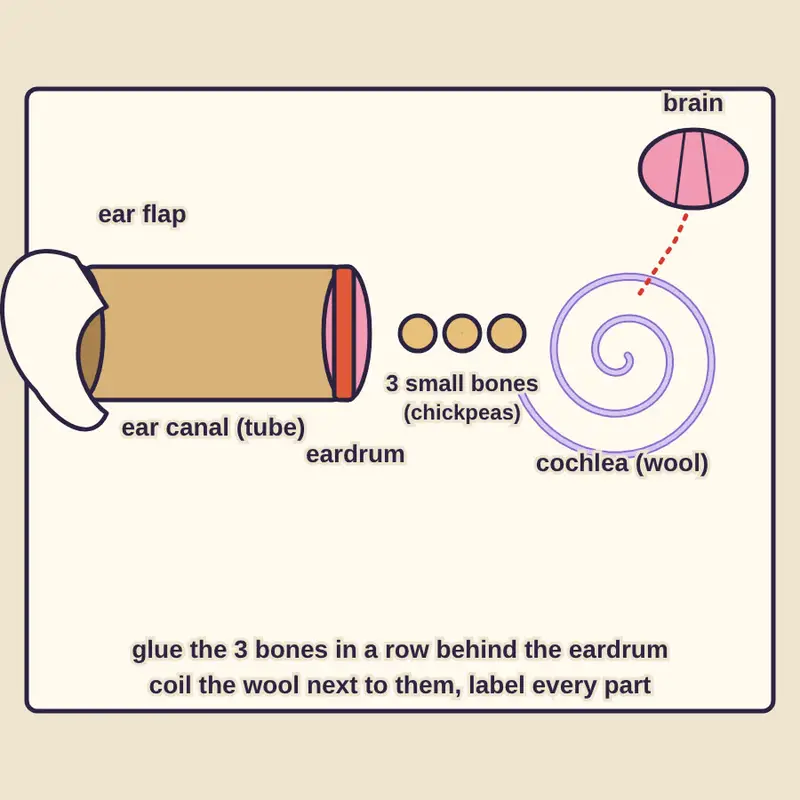 brain
ear flap
3 small bones
(chickpeas)
ear canal (tube)
eardrum
cochlea (wool)
glue the 3 bones in a row behind the eardrum
coil the wool next to them, label every part